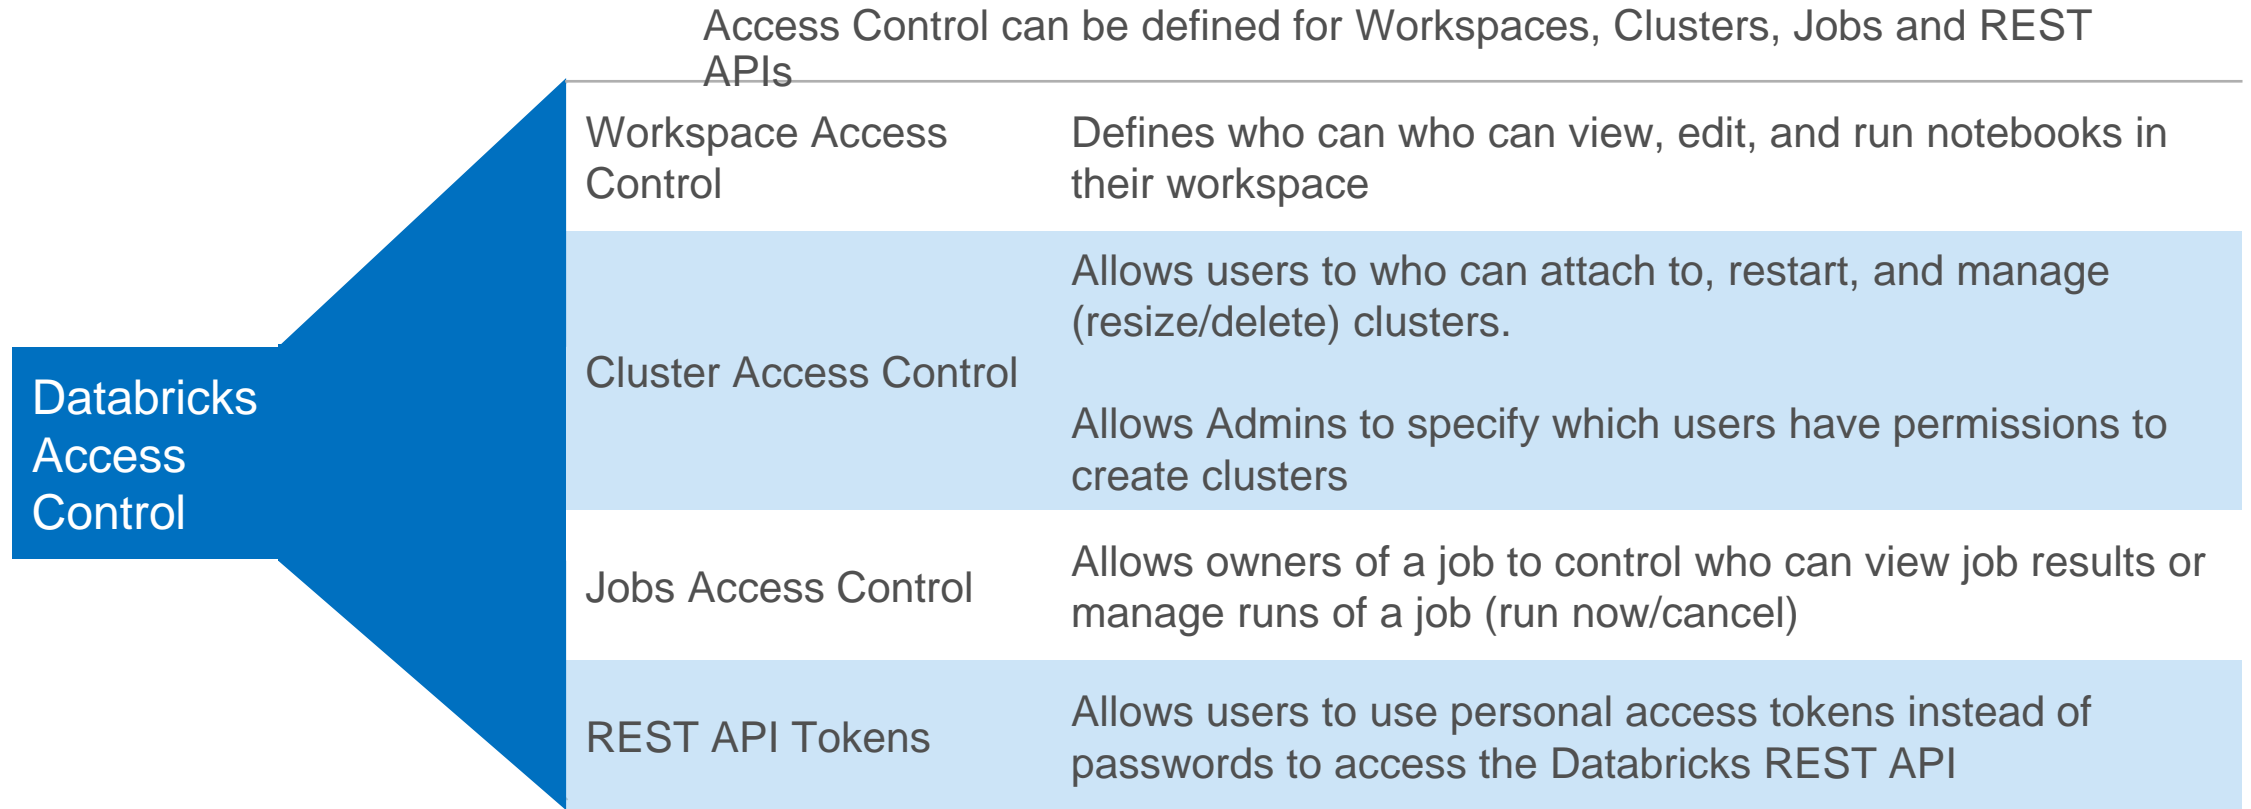 Access Control can be defined for Workspaces, Clusters, Jobs and REST
APIs
Databricks
Access
Control
Workspace Access
Control
Defines who can who can view, edit, and run notebooks in
their workspace
Cluster Access Control
Allows users to who can attach to, restart, and manage
(resize/delete) clusters.
Allows Admins to specify which users have permissions to
create clusters
Jobs Access Control
Allows owners of a job to control who can view job results or
manage runs of a job (run now/cancel)
REST API Tokens
Allows users to use personal access tokens instead of
passwords to access the Databricks REST API